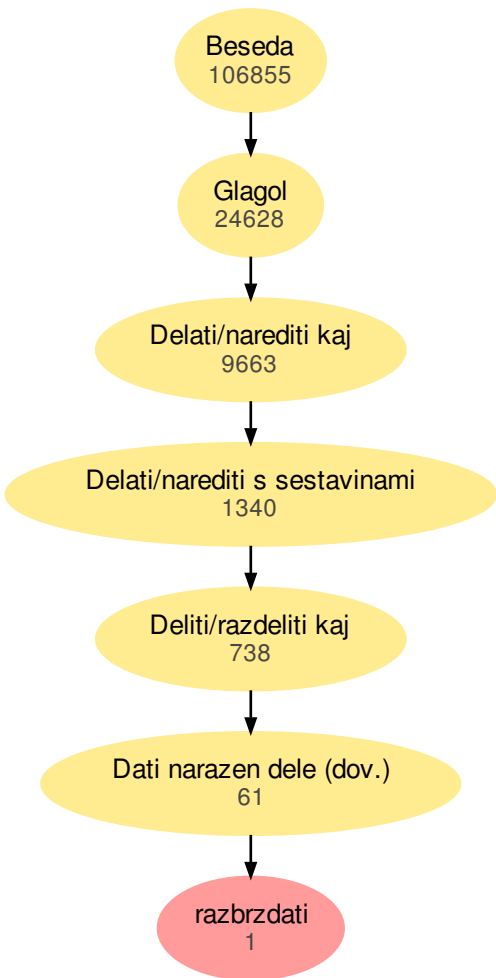 Beseda
106855
Glagol
24628
Delati/narediti kaj
9663
Delati/narediti s sestavinami
1340
Deliti/razdeliti kaj
738
Dati narazen dele (dov.)
61
razbrzdati
1